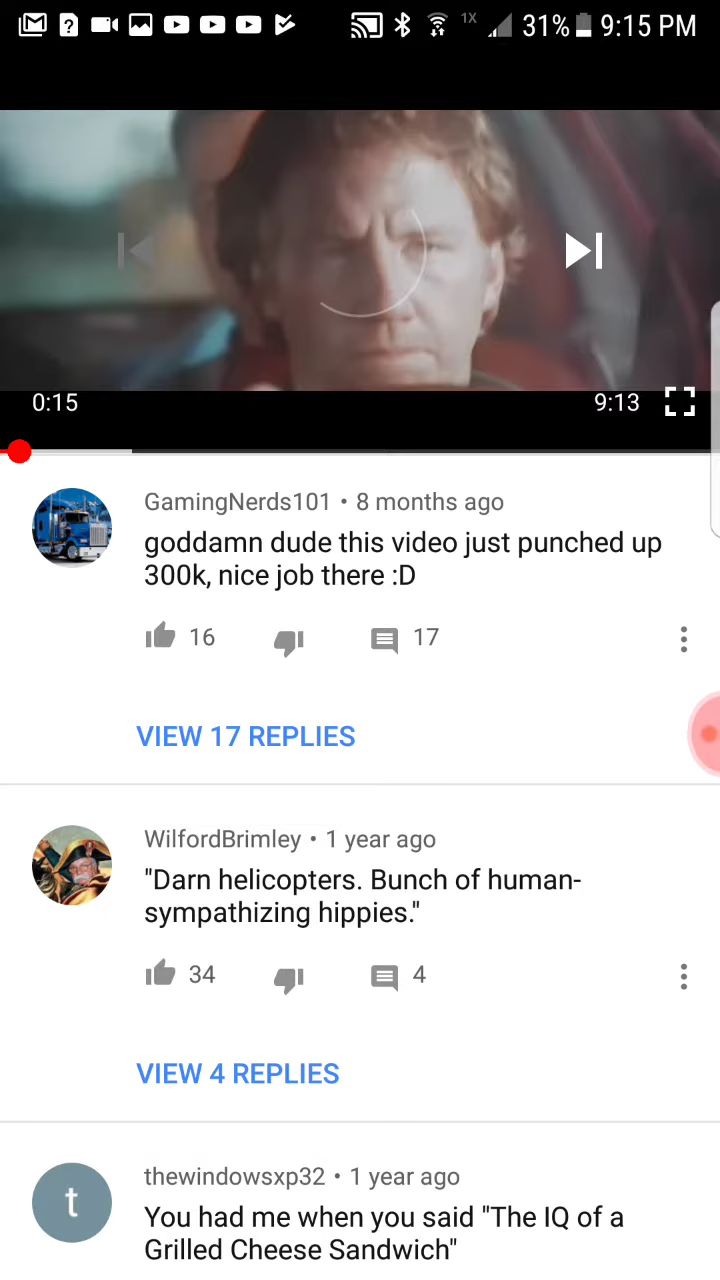 1X 31% 9:15 PM
0:15 9:13
GamingNerds101 • 8 months ago
goddamn dude this video just punched up
300k, nice job there :D
16 17
VIEW 17 REPLIES
WilfordBrimley • 1 year ago
"Darn helicopters. Bunch of human-
sympathizing hippies."
34 4
VIEW 4 REPLIES
t
thewindowsxp32 • 1 year ago
You had me when you said "The IQ of a
Grilled Cheese Sandwich"